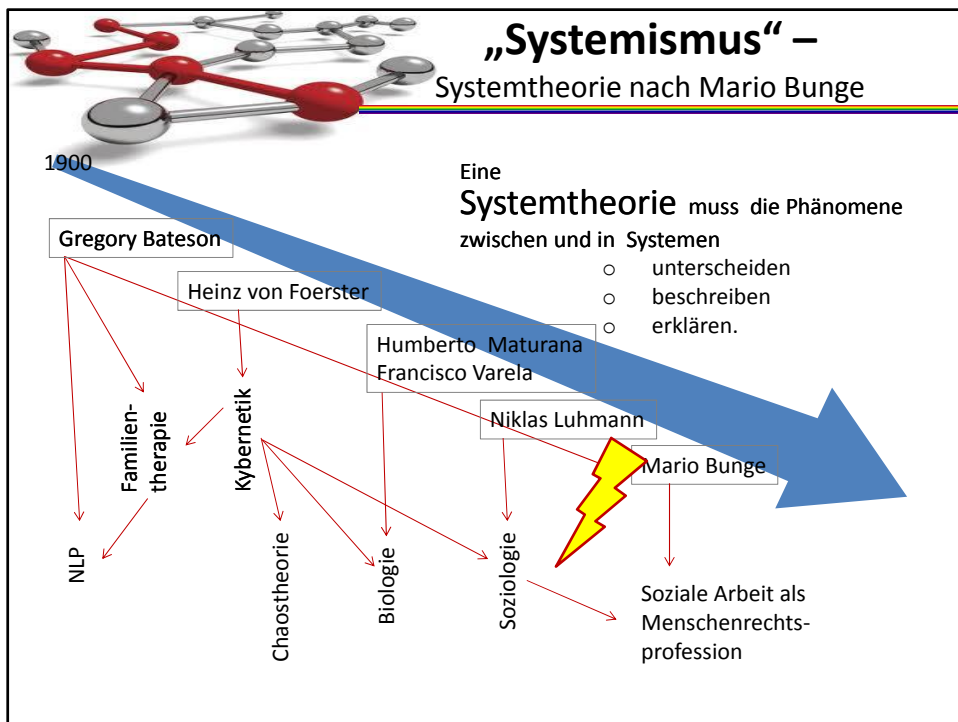 „Systemismus“ –
Systemtheorie nach Mario Bunge
1900
Eine
Systemtheorie muss die Phänomene
zwischen und in Systemen
o unterscheiden
o beschreiben
o erklären.
Gregory Bateson
Heinz von Foerster
Humberto Maturana
Francisco Varela
Niklas Luhmann
Mario Bunge
Familien-
therapie
Kybernetik
NLP
Chaostheorie
Biologie
Soziologie
Soziale Arbeit als
Menschenrechts-
profession